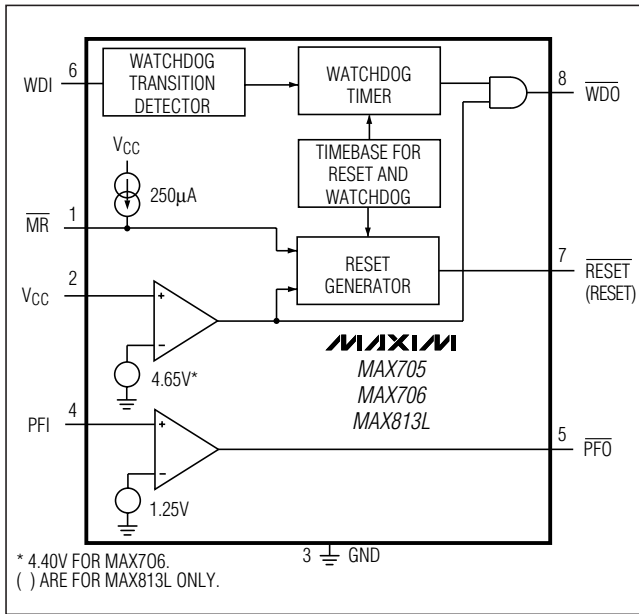 WATCHDOG
TRANSITION
DETECTOR
WATCHDOG
TIMER
6
WDI
8
WDO
VCC
250μA
TIMEBASE FOR
RESET AND
WATCHDOG
1
MR
7
RESET
(RESET)
RESET
GENERATOR
2
VCC
+
−
4.65V*
MAXIM
MAX705
MAX706
MAX813L
4
PFI
+
−
1.25V
5
PFO
3
GND
* 4.40V FOR MAX706.
( ) ARE FOR MAX813L ONLY.